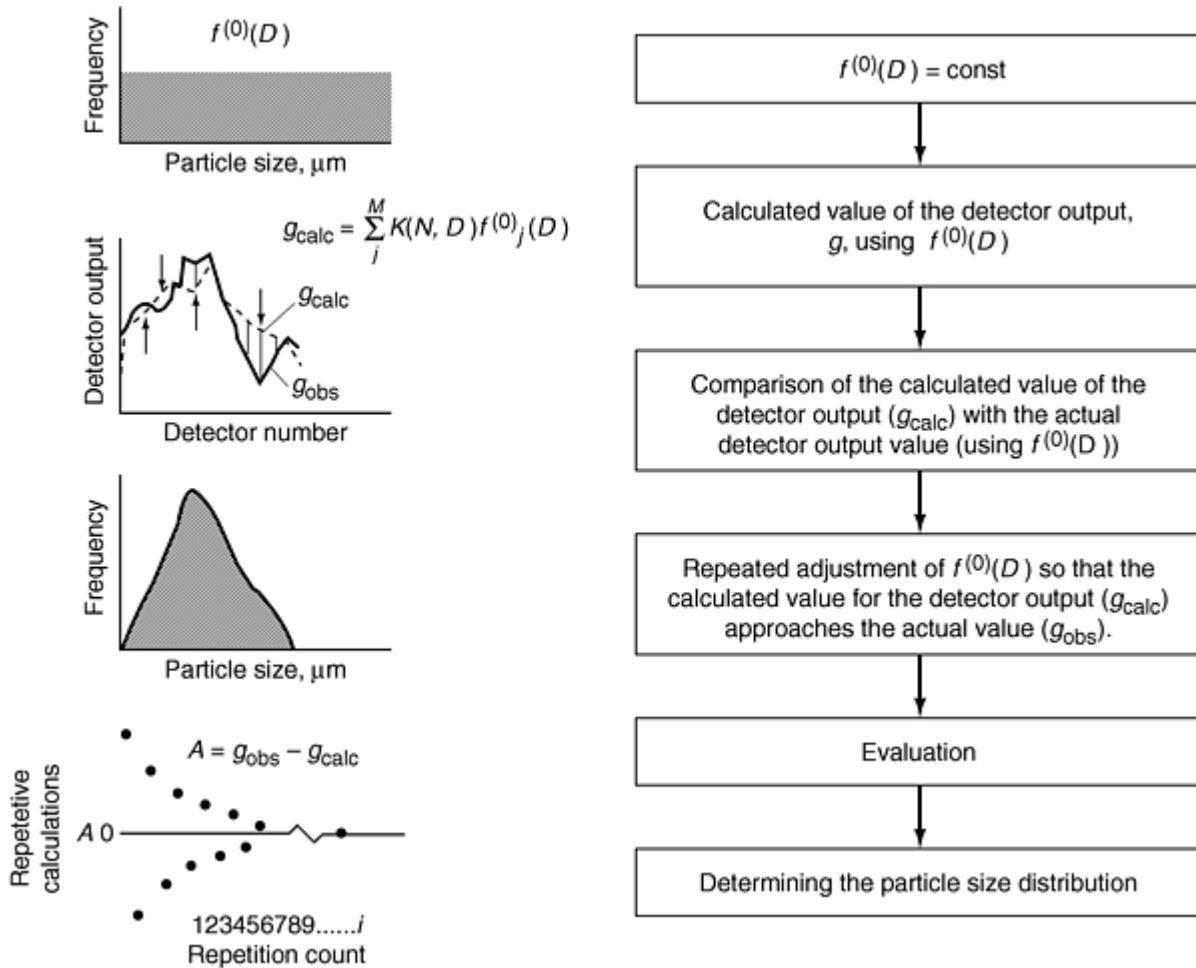 f(0)(D)
Frequency
Particle size, μm
gcalc = M∑j K(N, D)f(0)j(D)
Detector output
gcalc
gobs
Detector number
Frequency
Particle size, μm
A = gobs – gcalc
Repetetive
calculations
A 0
123456789......i
Repetition count
f(0)(D) = const
Calculated value of the detector output,
g, using f(0)(D)
Comparison of the calculated value of the
detector output (gcalc) with the actual
detector output value (using f(0)(D))
Repeated adjustment of f(0)(D) so that the
calculated value for the detector output (gcalc)
approaches the actual value (gobs).
Evaluation
Determining the particle size distribution